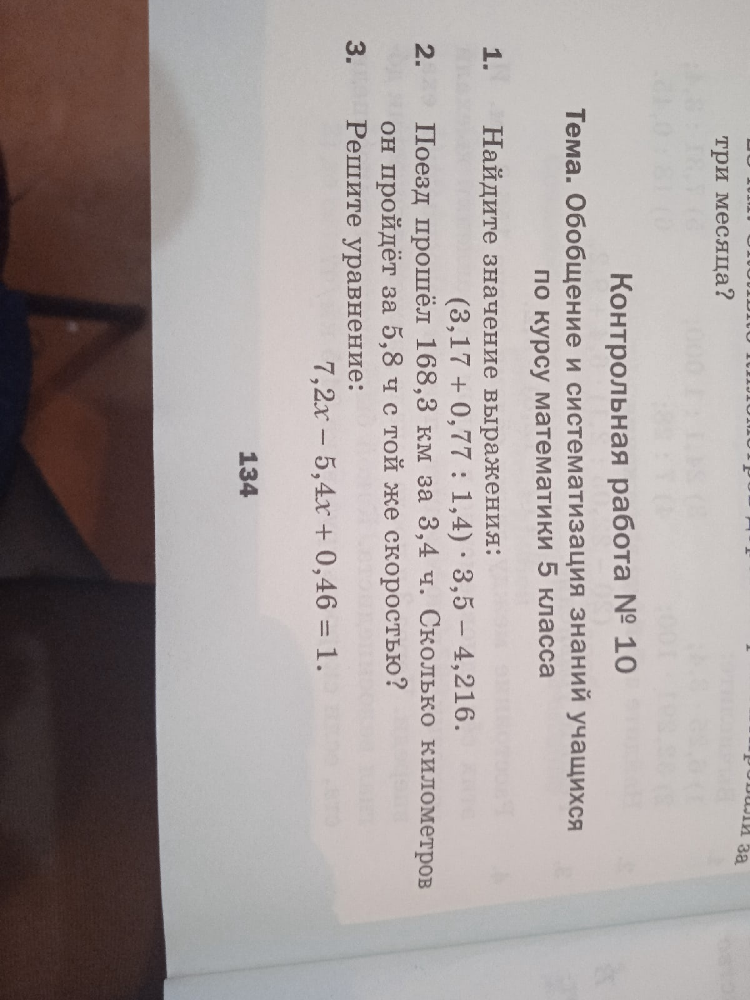 три месяца?
Контрольная работа № 10
Тема. Обобщение и систематизация знаний учащихся
по курсу математики 5 класса
1. Найдите значение выражения:
(3,17 + 0,77 : 1,4) · 3,5 – 4,216.
2. Поезд прошёл 168,3 км за 3,4 ч. Сколько километров
он пройдёт за 5,8 ч с той же скоростью?
3. Решите уравнение:
7,2x – 5,4x + 0,46 = 1.
134